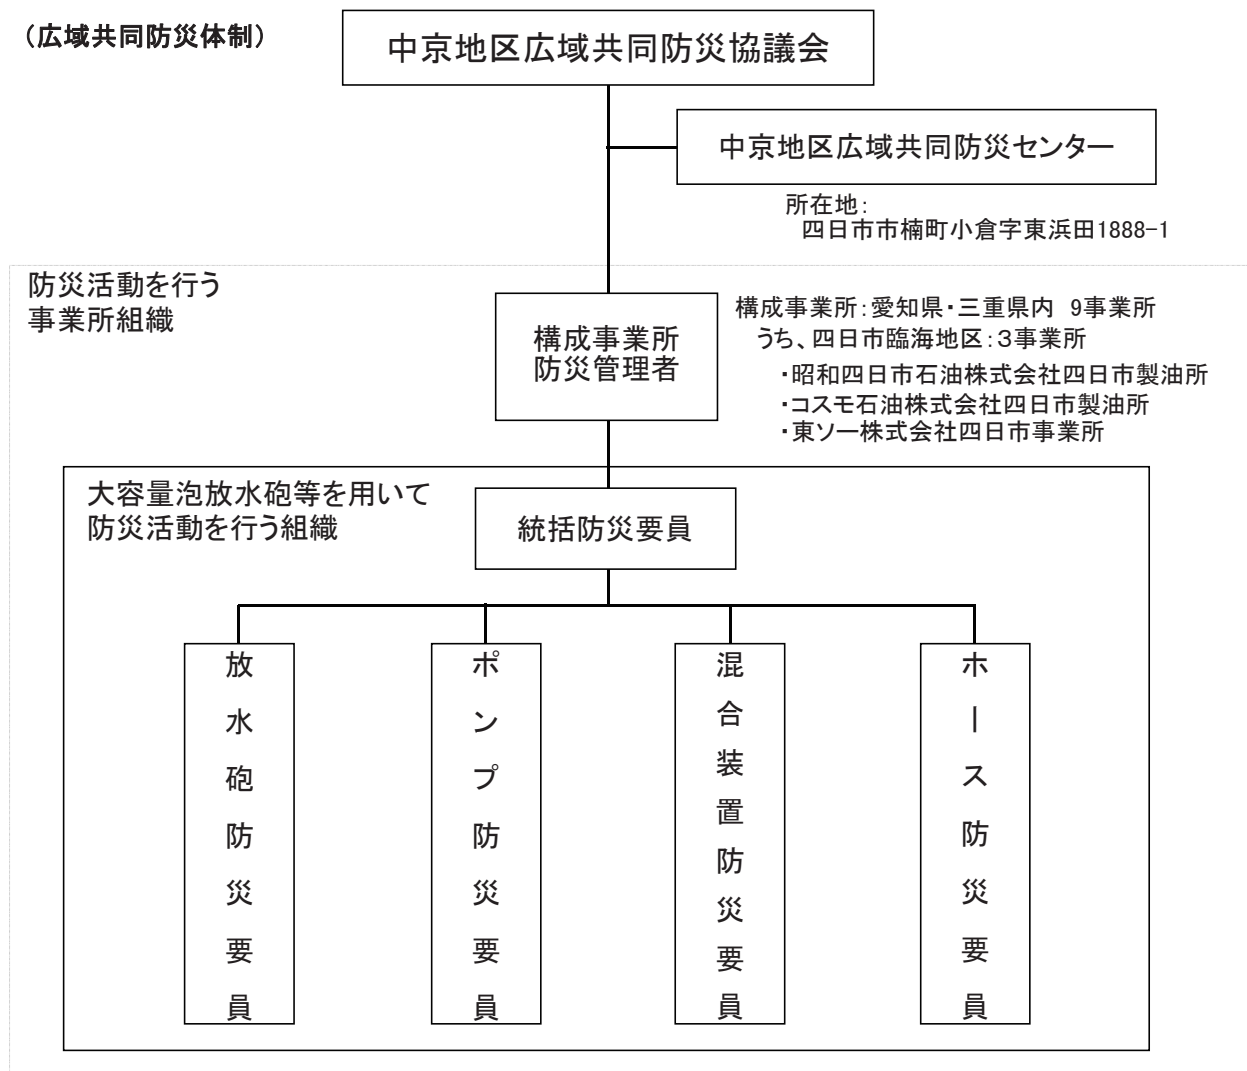 （広域共同防災体制）
中京地区広域共同防災協議会
中京地区広域共同防災センター
所在地：
四日市市楠町小倉字東浜田1888-1
防災活動を行う
事業所組織
構成事業所
防災管理者
構成事業所：愛知県・三重県内 9事業所
うち、四日市臨海地区：３事業所
・昭和四日市石油株式会社四日市製油所
・コスモ石油株式会社四日市製油所
・東ソー株式会社四日市事業所
大容量泡放水砲等を用いて
防災活動を行う組織
統括防災要員
放水砲防災要員
ポンプ防災要員
混合装置防災要員
ホース防災要員